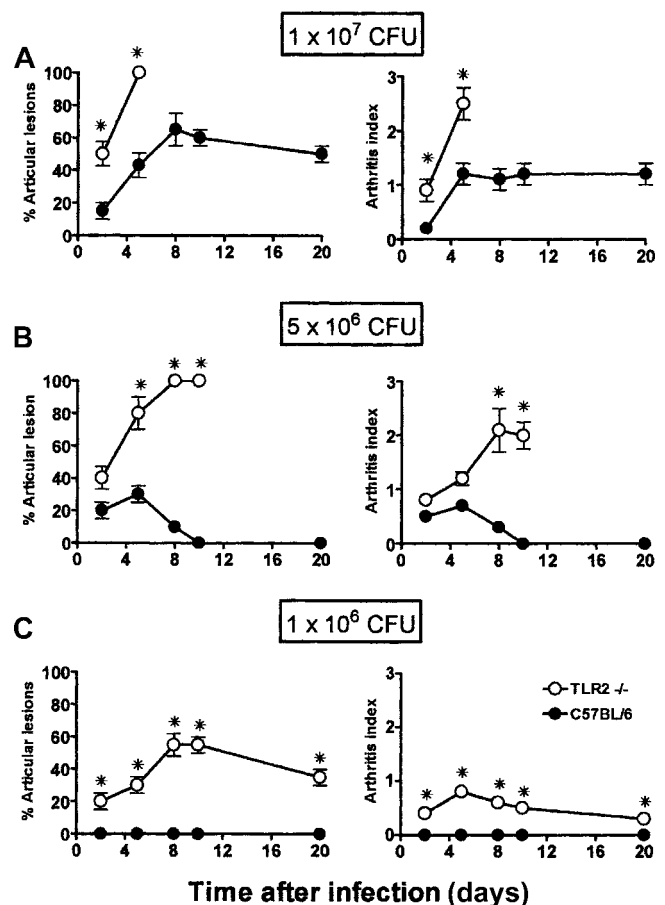 1 x 10⁷ CFU
A
* *
% Articular lesions
100
80
60
40
20
0
0 4 8 12 16 20
* *
Arthritis index
3
2
1
0
0 4 8 12 16 20
5 x 10⁶ CFU
B
* * *
% Articular lesion
100
80
60
40
20
0
0 4 8 12 16 20
* *
Arthritis index
3
2
1
0
0 4 8 12 16 20
1 x 10⁶ CFU
C
* * * * *
% Articular lesions
100
80
60
40
20
0
0 4 8 12 16 20
TLR2 -/-
C57BL/6
* * * * *
Arthritis index
3
2
1
0
0 4 8 12 16 20
Time after infection (days)